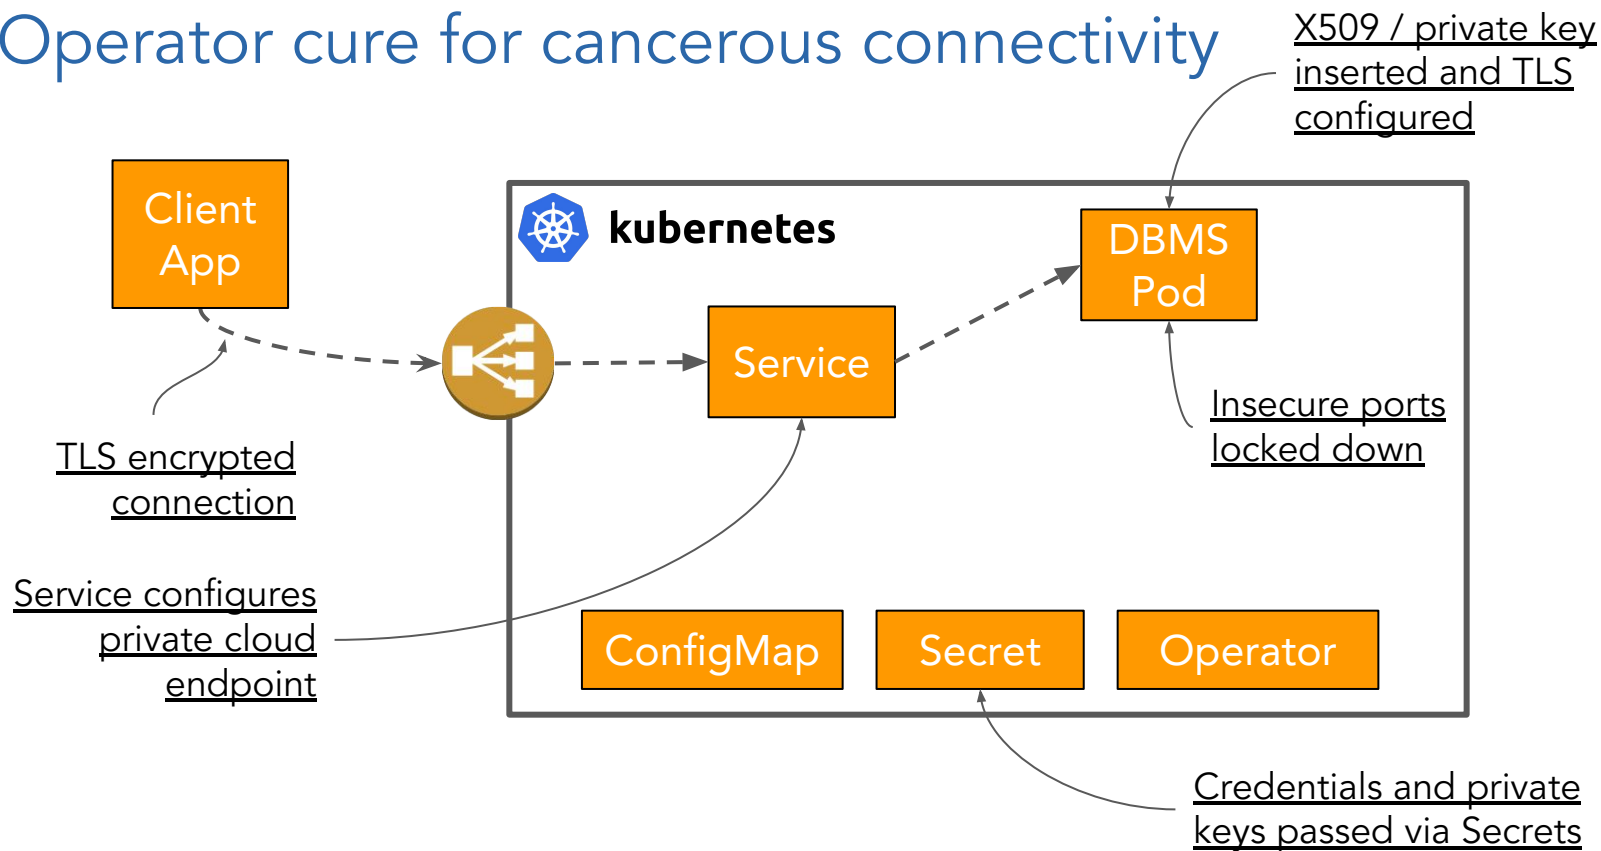 Operator cure for cancerous connectivity
X509 / private key
inserted and TLS
configured
Client
App
kubernetes
DBMS
Pod
Service
Insecure ports
locked down
TLS encrypted
connection
Service configures
private cloud
endpoint
ConfigMap
Secret
Operator
Credentials and private
keys passed via Secrets